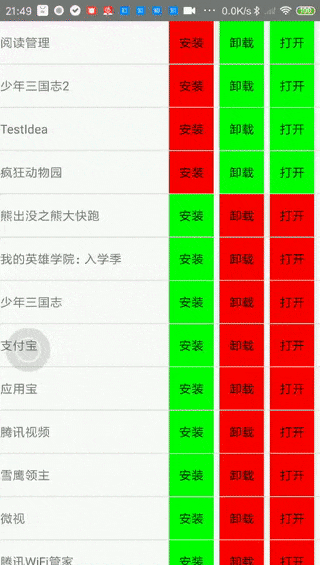 21:49 ··· 0.0K/s 100
阅读管理 安装 卸载 打开
少年三国志2 安装 卸载 打开
TestIdea 安装 卸载 打开
疯狂动物园 安装 卸载 打开
熊出没之熊大快跑 安装 卸载 打开
我的英雄学院：入学季 安装 卸载 打开
少年三国志 安装 卸载 打开
支付宝 安装 卸载 打开
应用宝 安装 卸载 打开
腾讯视频 安装 卸载 打开
雪鹰领主 安装 卸载 打开
微视 安装 卸载 打开
腾讯WiFi管家 安装 卸载 打开